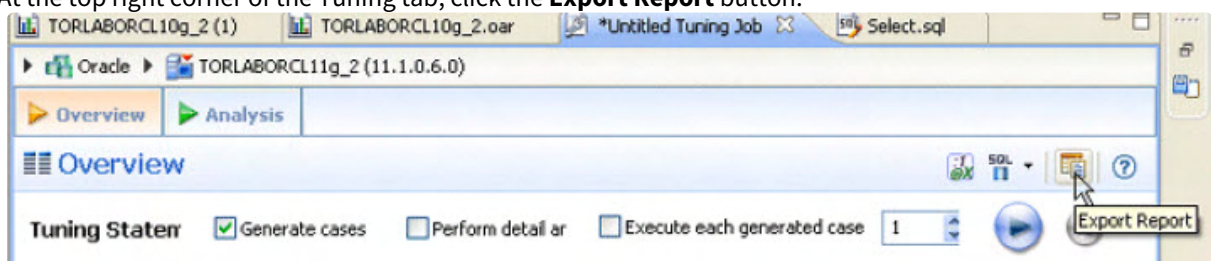 At the top right corner of the Tuning tab, click the Export Report button.
TORLABORCL10g_2 (1) TORLABORCL10g_2.oar *Untitled Tuning Job Select.sql
Oracle TORLABORCL11g_2 (11.1.0.6.0)
Overview Analysis
Overview SQL
Tuning Statem Generate cases Perform detail ar Execute each generated case 1
Export Report